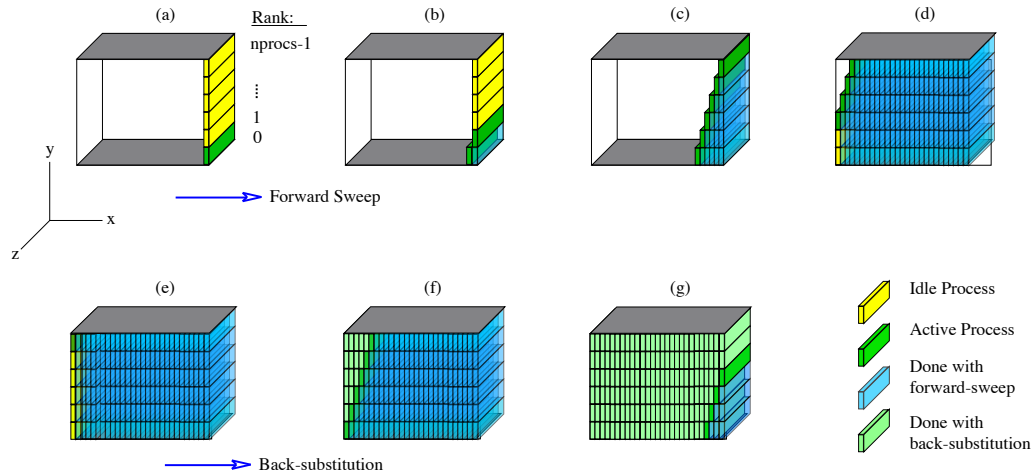 (a)
Rank:
(b)
(c)
(d)
nprocs-1
....
1
0
y
x
z
Forward Sweep
(e)
(f)
(g)
Idle Process
Active Process
Done with
forward-sweep
Done with
back-substitution
Back-substitution